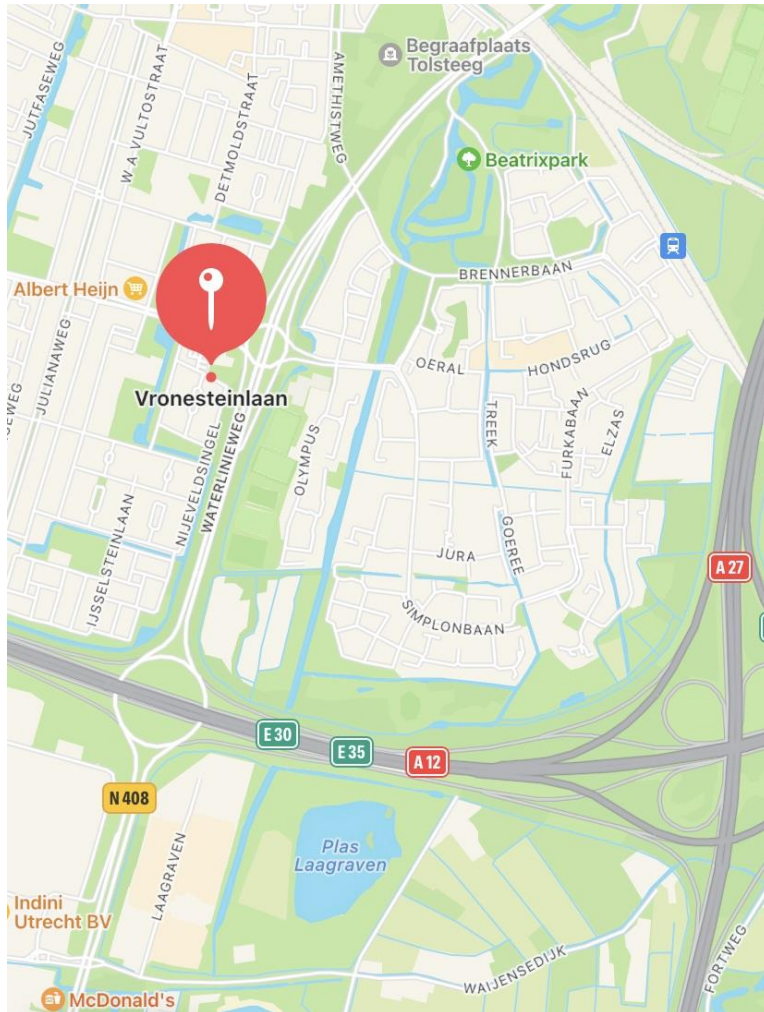 Begraafplaats
Tolsteeg
JUTFASEWEG
W A VULTOSTRAAT
DETMOLDSTRAAT
AMETHISTWEG
Beatrixpark
BRENNERBAAN
Albert Heijn
JULIANAWEG
OERAL
HONDSRUG
Vronesteinlaan
TREEK
FURKABAAN
ELZAS
NIJEVELDSINGEL
WATERLINIEWEG
OLYMPUS
GOEREE
IJSSELSTEINLAAN
JURA
A 27
SIMPLONBAAN
E 30
E 35
A 12
N 408
Plas
Laagraven
LAAGRAVEN
Indini
Utrecht BV
WAIJENSEDIJK
FORTWEG
McDonald's